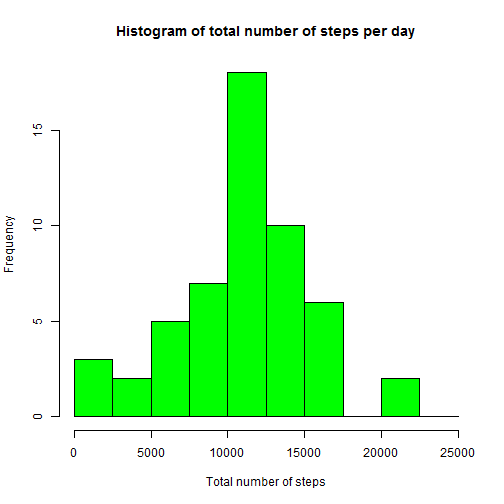 Histogram of total number of steps per day
Frequency
15
10
5
0
0 5000 10000 15000 20000 25000
Total number of steps